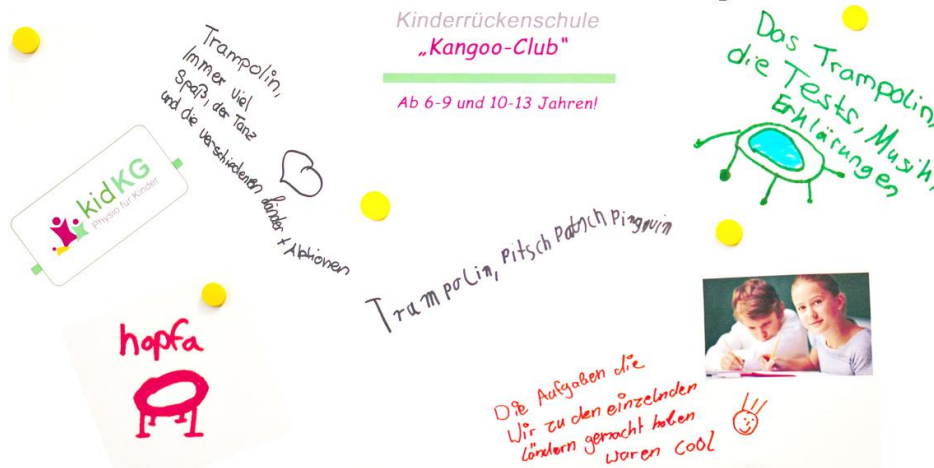 Kinderrückenschule
„Kangoo-Club"
Ab 6-9 und 10-13 Jahren!
Trampolin,
Immer viel
Spaß, der Tanz
und die verschiedenen Länder + Aktionen
Das Trampolin,
die Tests, Musik,
Erklärungen
kidKG
Physio für Kinder
Trampolin, Pitsch Patsch Pinguin
hopfa
Die Aufgaben die
Wir zu den einzelnden
Ländern gemacht haben
waren COOL